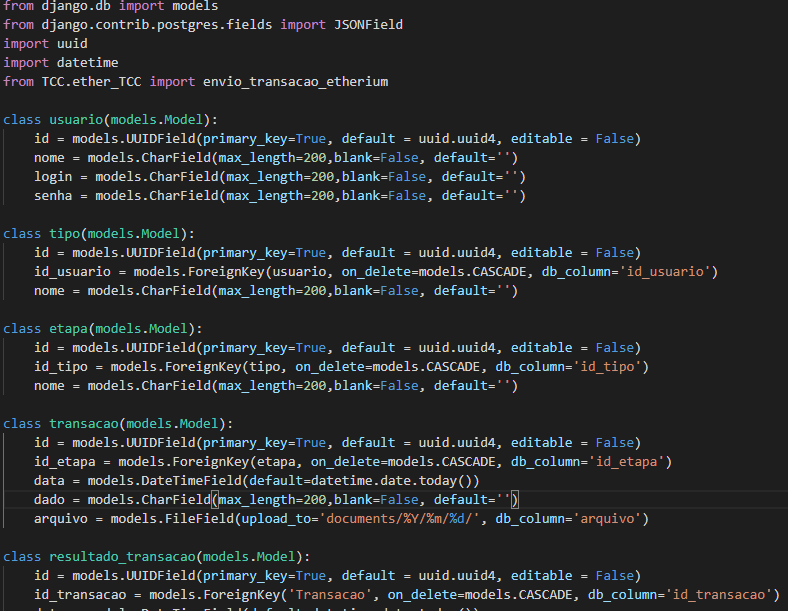 from django.db import models
from django.contrib.postgres.fields import JSONField
import uuid
import datetime
from TCC.ether_TCC import envio_transacao_etherium
class usuario(models.Model):
id = models.UUIDField(primary_key=True, default = uuid.uuid4, editable = False)
nome = models.CharField(max_length=200,blank=False, default='')
login = models.CharField(max_length=200,blank=False, default='')
senha = models.CharField(max_length=200,blank=False, default='')
class tipo(models.Model):
id = models.UUIDField(primary_key=True, default = uuid.uuid4, editable = False)
id_usuario = models.ForeignKey(usuario, on_delete=models.CASCADE, db_column='id_usuario')
nome = models.CharField(max_length=200,blank=False, default='')
class etapa(models.Model):
id = models.UUIDField(primary_key=True, default = uuid.uuid4, editable = False)
id_tipo = models.ForeignKey(tipo, on_delete=models.CASCADE, db_column='id_tipo')
nome = models.CharField(max_length=200,blank=False, default='')
class transacao(models.Model):
id = models.UUIDField(primary_key=True, default = uuid.uuid4, editable = False)
id_etapa = models.ForeignKey(etapa, on_delete=models.CASCADE, db_column='id_etapa')
data = models.DateTimeField(default=datetime.date.today())
dado = models.CharField(max_length=200,blank=False, default='')
arquivo = models.FileField(upload_to='documents/%Y/%m/%d/', db_column='arquivo')
class resultado_transacao(models.Model):
id = models.UUIDField(primary_key=True, default = uuid.uuid4, editable = False)
id_transacao = models.ForeignKey('Transacao', on_delete=models.CASCADE, db_column='id_transacao')